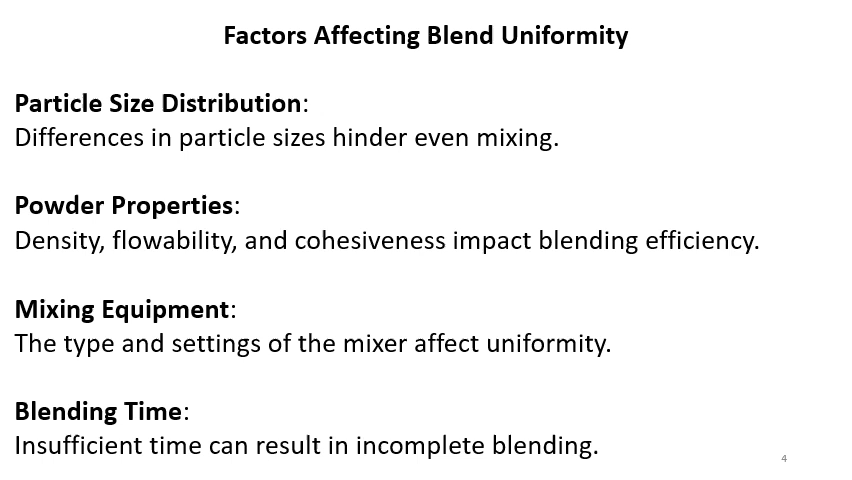 Factors Affecting Blend Uniformity
Particle Size Distribution:
Differences in particle sizes hinder even mixing.
Powder Properties:
Density, flowability, and cohesiveness impact blending efficiency.
Mixing Equipment:
The type and settings of the mixer affect uniformity.
Blending Time:
Insufficient time can result in incomplete blending.
4